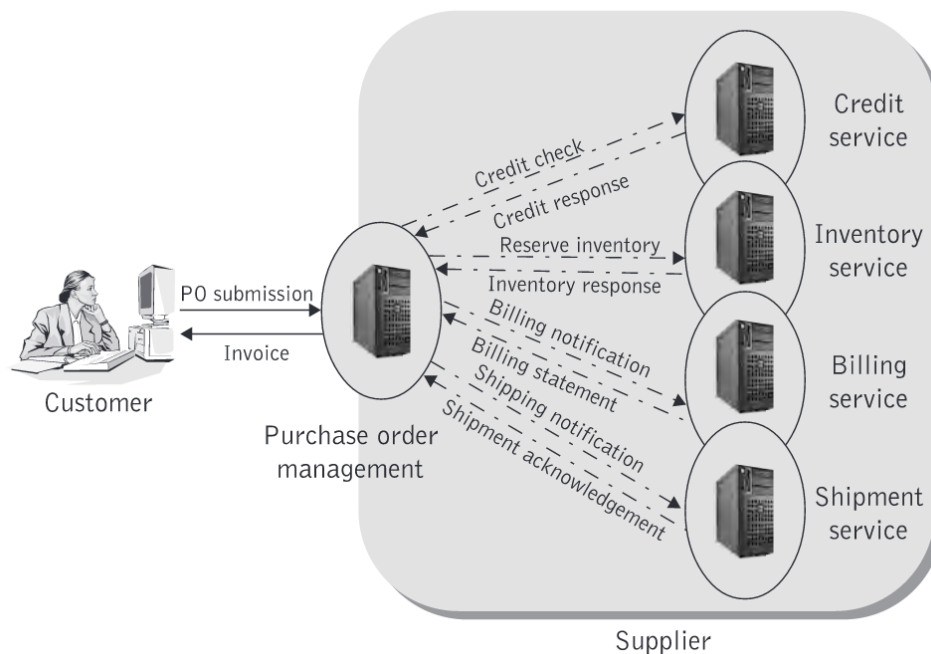 Credit
service
Credit check
Credit response
Inventory
service
Reserve inventory
Inventory response
PO submission
Invoice
Customer
Billing notification
Billing statement
Billing
service
Purchase order
management
Shipping notification
Shipment acknowledgement
Shipment
service
Supplier